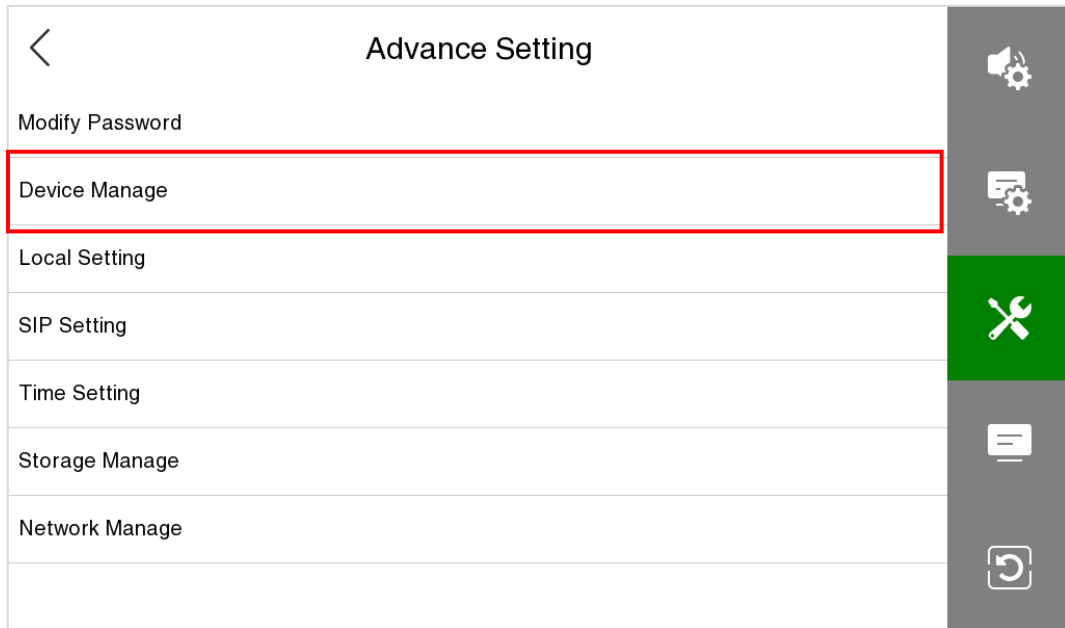 Advance Setting
Modify Password
Device Manage
Local Setting
SIP Setting
Time Setting
Storage Manage
Network Manage